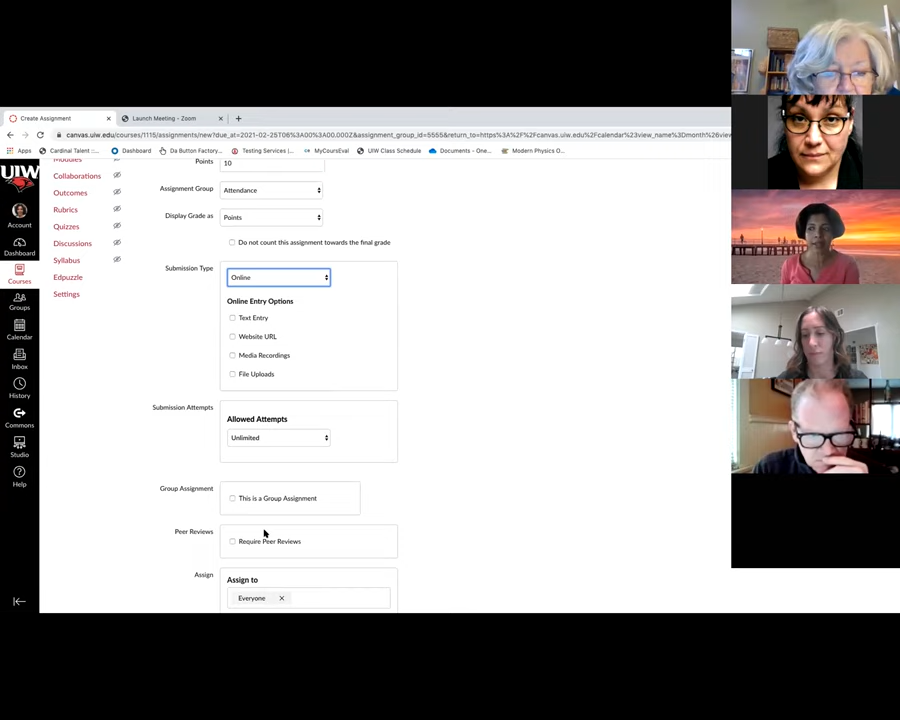 Create Assignment
Launch Meeting - Zoom
canvas.uiw.edu/courses/1115/assignments/new?due_at=2021-02-25T06%3A00%3A00.000Z&assignment_group_id=5555&return_to=https%3A%2F%2Fcanvas.uiw.edu%2Fcalendar%23view_name%3Dmonth%26view
Apps
Cardinal Talent ::...
Dashboard
Da Button Factory...
Testing Services |...
MyCoursEval
UIW Class Schedule
Documents - One...
Modern Physics O...
UIW
Account
Dashboard
Courses
Groups
Calendar
Inbox
History
Commons
Studio
Help
Modules
Collaborations
Outcomes
Rubrics
Quizzes
Discussions
Syllabus
Edpuzzle
Settings
Points
10
Assignment Group
Attendance
Display Grade as
Points
Do not count this assignment towards the final grade
Submission Type
Online
Online Entry Options
Text Entry
Website URL
Media Recordings
File Uploads
Submission Attempts
Allowed Attempts
Unlimited
Group Assignment
This is a Group Assignment
Peer Reviews
Require Peer Reviews
Assign
Assign to
Everyone